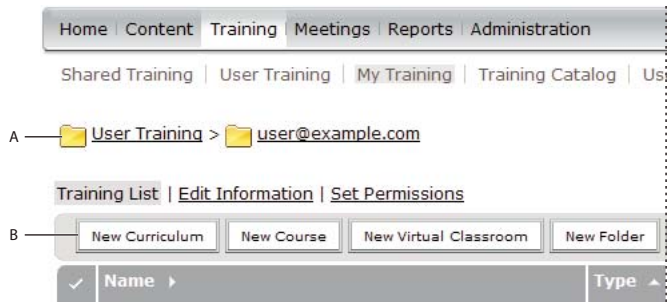 Home Content Training Meetings Reports Administration
Shared Training User Training My Training Training Catalog
A User Training > user@example.com
Training List | Edit Information | Set Permissions
B New Curriculum New Course New Virtual Classroom New Folder
Name Type